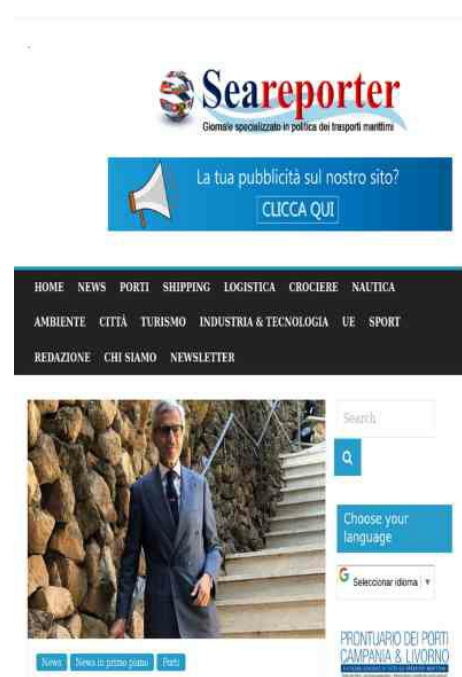 Seareporter
Giornale specializzato in politica dei trasporti marittimi
La tua pubblicità sul nostro sito?
CLICCA QUI
HOME NEWS PORTI SHIPPING LOGISTICA CROCIERE NAUTICA
AMBIENTE CITTÀ TURISMO INDUSTRIA & TECNOLOGIA UE SPORT
REDAZIONE CHI SIAMO NEWSLETTER
Search
Choose your
language
G Seleccionar idioma ▼
News News in primo piano Porti
PRONTUARIO DEI PORTI
CAMPANIA & LIVORNO